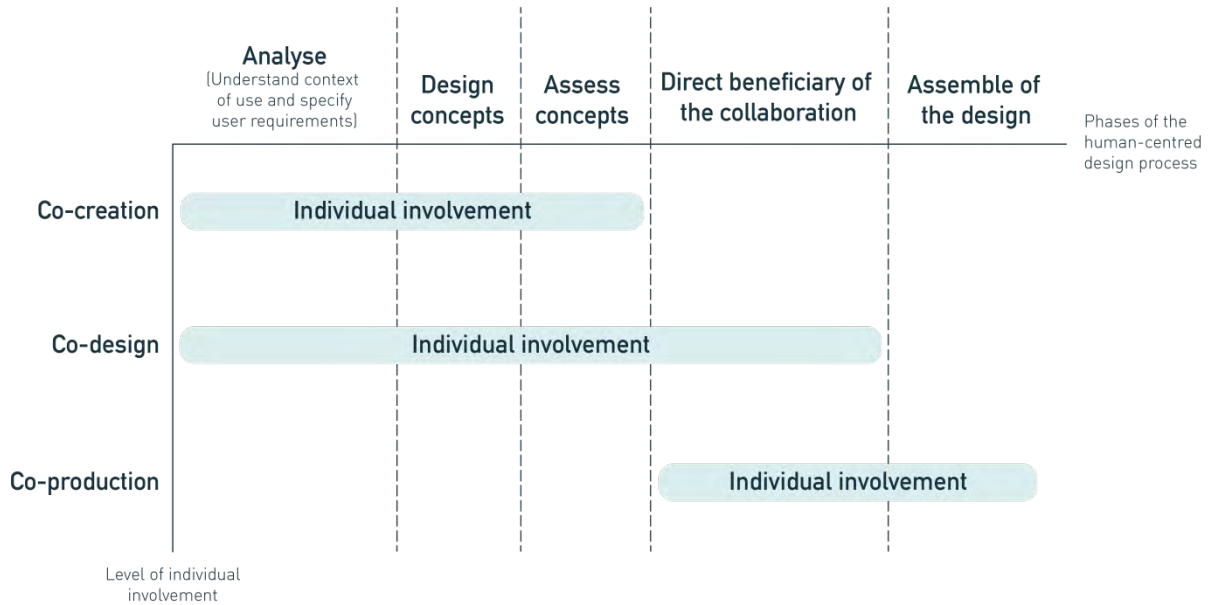 Analyse
(Understand context
of use and specify
user requirements)
Design
concepts
Assess
concepts
Direct beneficiary of
the collaboration
Assemble of
the design
Phases of the
human-centred
design process
Co-creation
Individual involvement
Co-design
Individual involvement
Co-production
Individual involvement
Level of individual
involvement